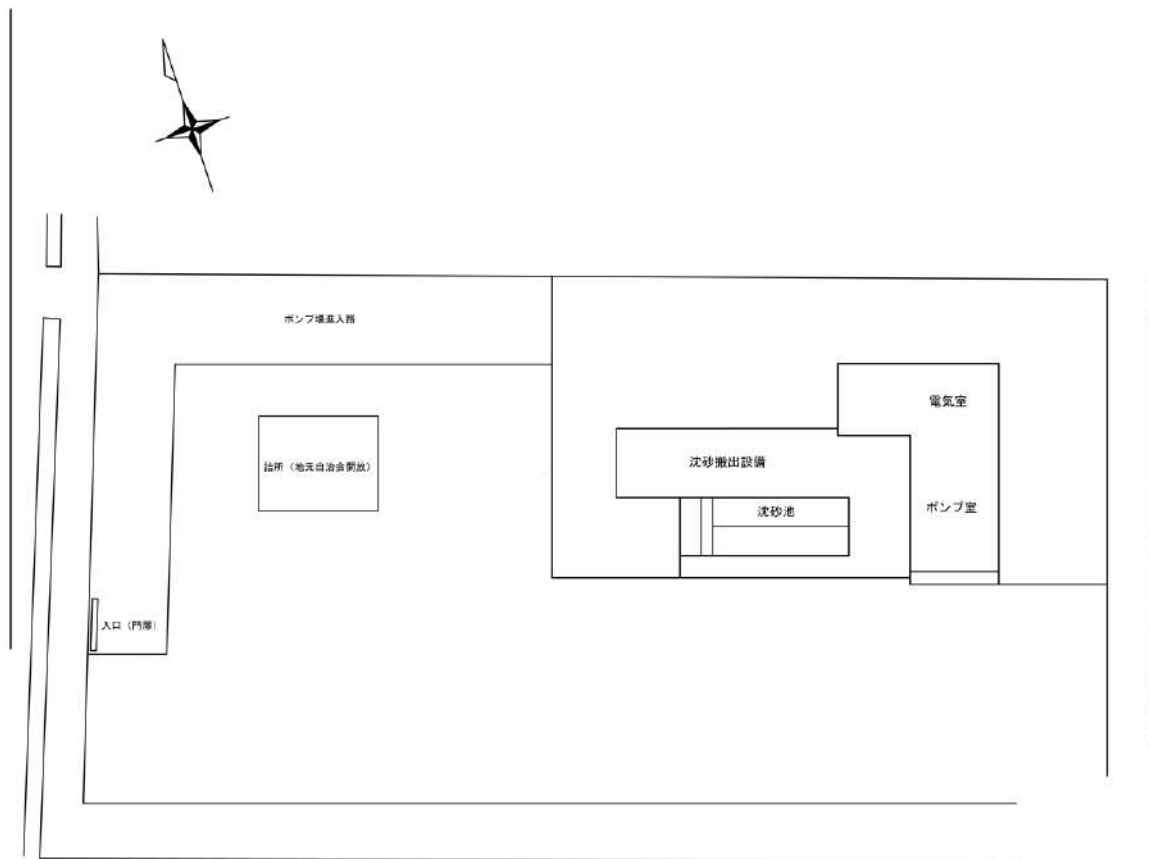 ポンプ場進入路
電気室
詰所（地元自治会開放）
沈砂搬出設備
ポンプ室
沈砂池
入口（門扉）